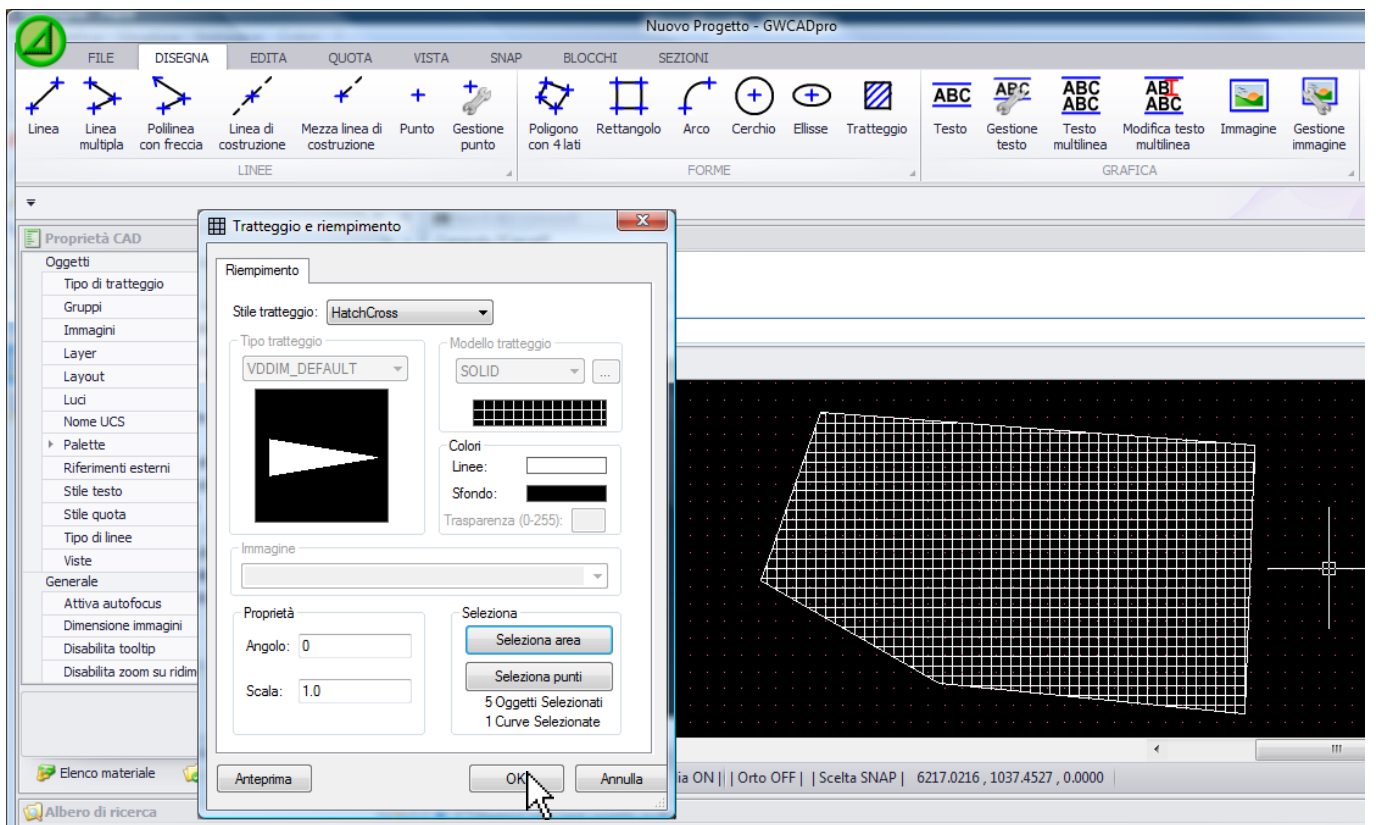 Nuovo Progetto - GWCADpro
FILE DISEGNA EDITA QUOTA VISTA SNAP BLOCCHI SEZIONI
Linea
Linea multipla
Polilinea con freccia
Linea di costruzione
Mezza linea di costruzione
Punto
Gestione punto
LINEE
Poligono con 4 lati
Rettangolo
Arco
Cerchio
Ellisse
Tratteggio
FORME
ABC
Testo
ABC
Gestione testo
ABC
ABC
Testo multilinea
ABC
ABC
Modifica testo multilinea
Immagine
Gestione immagine
GRAFICA
Proprietà CAD
Oggetti
Tipo di tratteggio
Gruppi
Immagini
Layer
Layout
Luci
Nome UCS
Palette
Riferimenti esterni
Stile testo
Stile quota
Tipo di linee
Viste
Generale
Attiva autofocus
Dimensione immagini
Disabilita tooltip
Disabilita zoom su ridim
Elenco materiale
Albero di ricerca
Tratteggio e riempimento
Riempimento
Stile tratteggio: HatchCross
Tipo tratteggio
VDDIM_DEFAULT
Modello tratteggio
SOLID ...
Colori
Linee:
Sfondo:
Trasparenza (0-255):
Immagine
Proprietà
Angolo: 0
Scala: 1.0
Seleziona
Seleziona area
Seleziona punti
5 Oggetti Selezionati
1 Curve Selezionate
Anteprima OK Annulla
ia ON | | Orto OFF | | Scelta SNAP | 6217.0216 , 1037.4527 , 0.0000